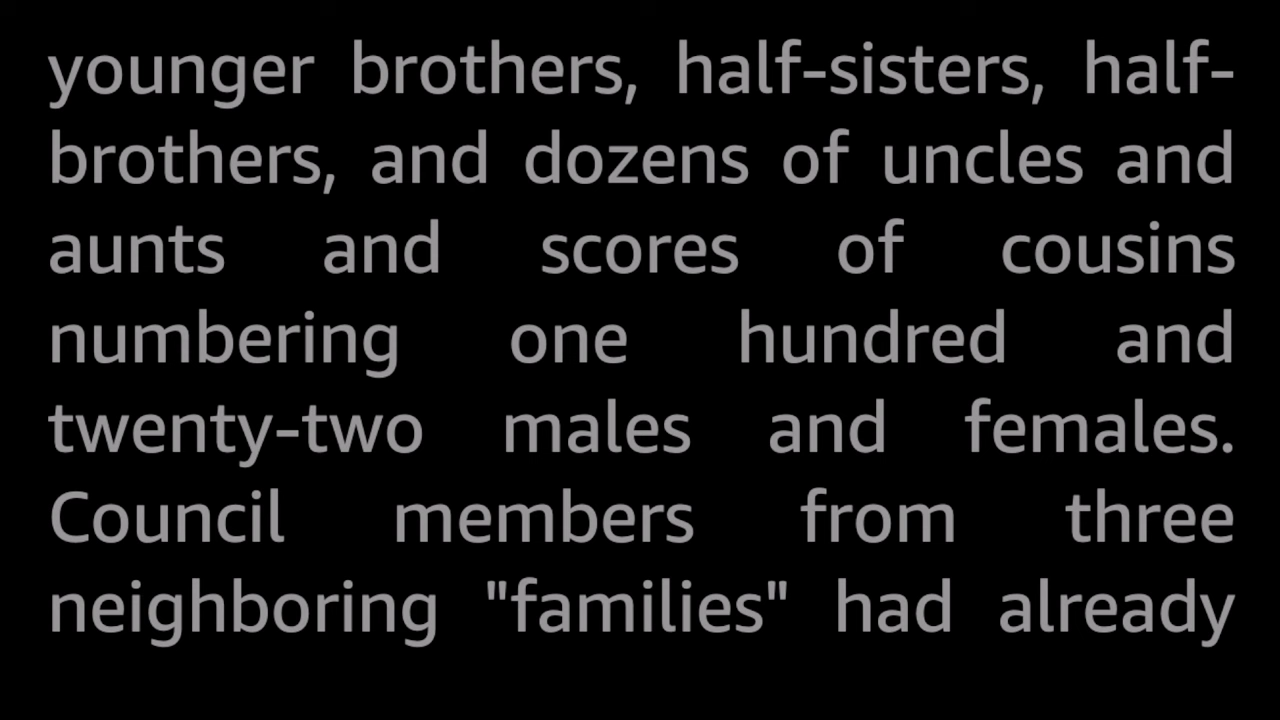 younger brothers, half-sisters, half-
brothers, and dozens of uncles and
aunts and scores of cousins
numbering one hundred and
twenty-two males and females.
Council members from three
neighboring "families" had already